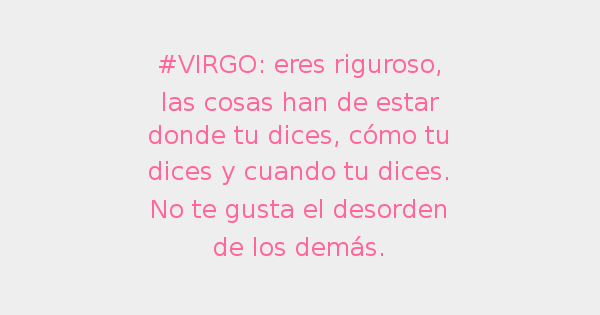 #VIRGO: eres riguroso,
las cosas han de estar
donde tu dices, cómo tu
dices y cuando tu dices.
No te gusta el desorden
de los demás.